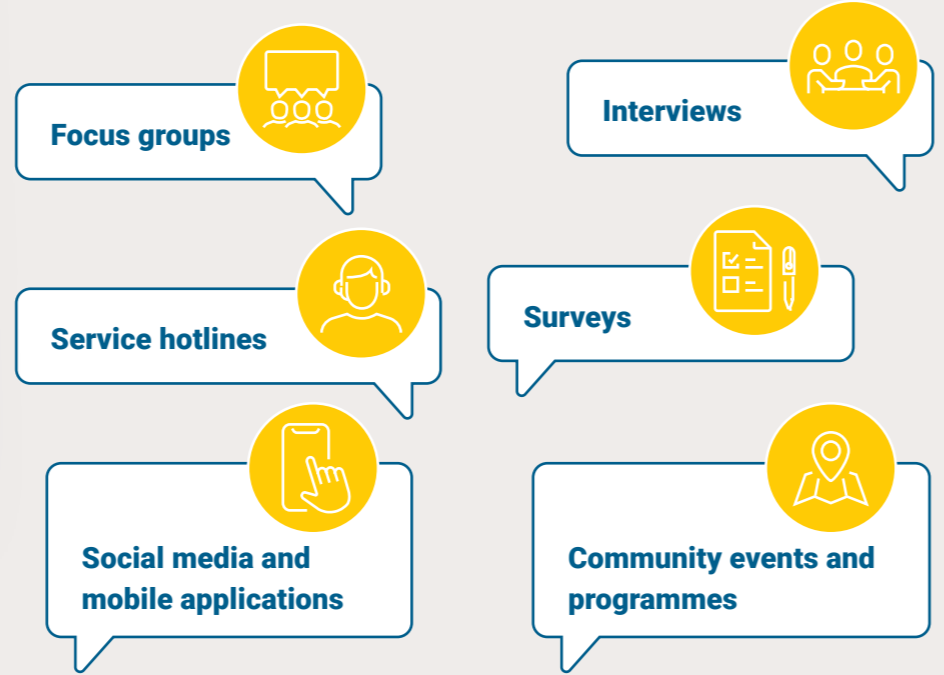 Focus groups
Interviews
Service hotlines
Surveys
Social media and
mobile applications
Community events and
programmes